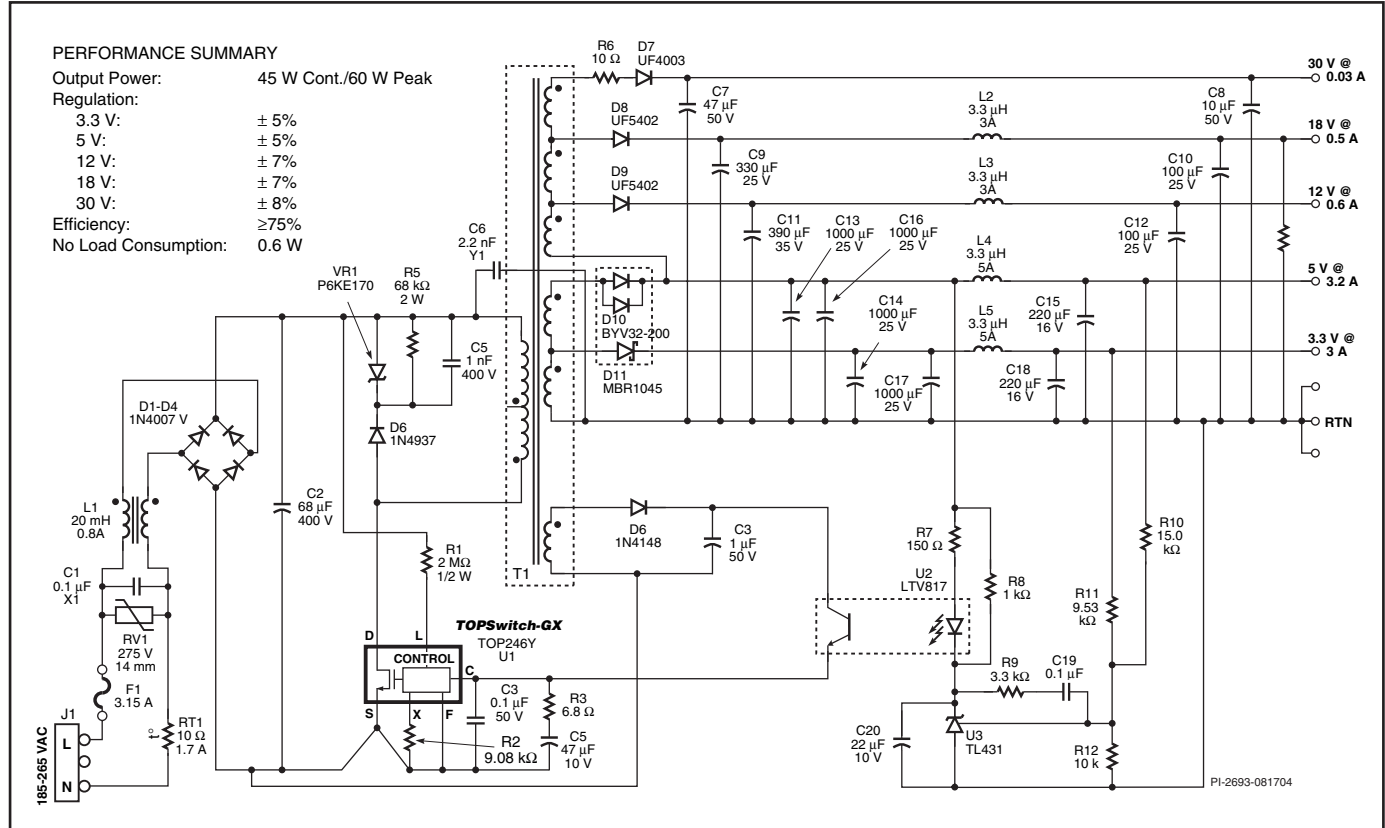 PERFORMANCE SUMMARY
Output Power: 45 W Cont./60 W Peak
Regulation:
3.3 V: ± 5%
5 V: ± 5%
12 V: ± 7%
18 V: ± 7%
30 V: ± 8%
Efficiency: ≥75%
No Load Consumption: 0.6 W
R6
10 Ω
D7
UF4003
C7
47 µF
50 V
C8
10 µF
50 V
30 V @
0.03 A
D8
UF5402
L2
3.3 µH
3A
18 V @
0.5 A
C9
330 µF
25 V
C10
100 µF
25 V
D9
UF5402
L3
3.3 µH
3A
12 V @
0.6 A
C11
390 µF
35 V
C13
1000 µF
25 V
C16
1000 µF
25 V
C12
100 µF
25 V
C6
2.2 nF
Y1
L4
3.3 µH
5A
5 V @
3.2 A
VR1
P6KE170
R5
68 kΩ
2 W
C5
1 nF
400 V
D10
BYV32-200
C14
1000 µF
25 V
C15
220 µF
16 V
L5
3.3 µH
5A
3.3 V @
3 A
D11
MBR1045
C17
1000 µF
25 V
C18
220 µF
16 V
RTN
D1-D4
1N4007 V
D6
1N4937
L1
20 mH
0.8A
C2
68 µF
400 V
D6
1N4148
C3
1 µF
50 V
T1
R1
2 MΩ
1/2 W
R7
150 Ω
U2
LTV817
R8
1 kΩ
R10
15.0
kΩ
R11
9.53
kΩ
C1
0.1 µF
X1
RV1
275 V
14 mm
F1
3.15 A
J1
L
N
185-265 VAC
t°
RT1
10 Ω
1.7 A
TOPSwitch-GX
TOP246Y
U1
D
L
CONTROL
C
S
X
F
C3
0.1 µF
50 V
R3
6.8 Ω
C5
47 µF
10 V
R2
9.08 kΩ
R9
3.3 kΩ
C19
0.1 µF
C20
22 µF
10 V
U3
TL431
R12
10 k
PI-2693-081704